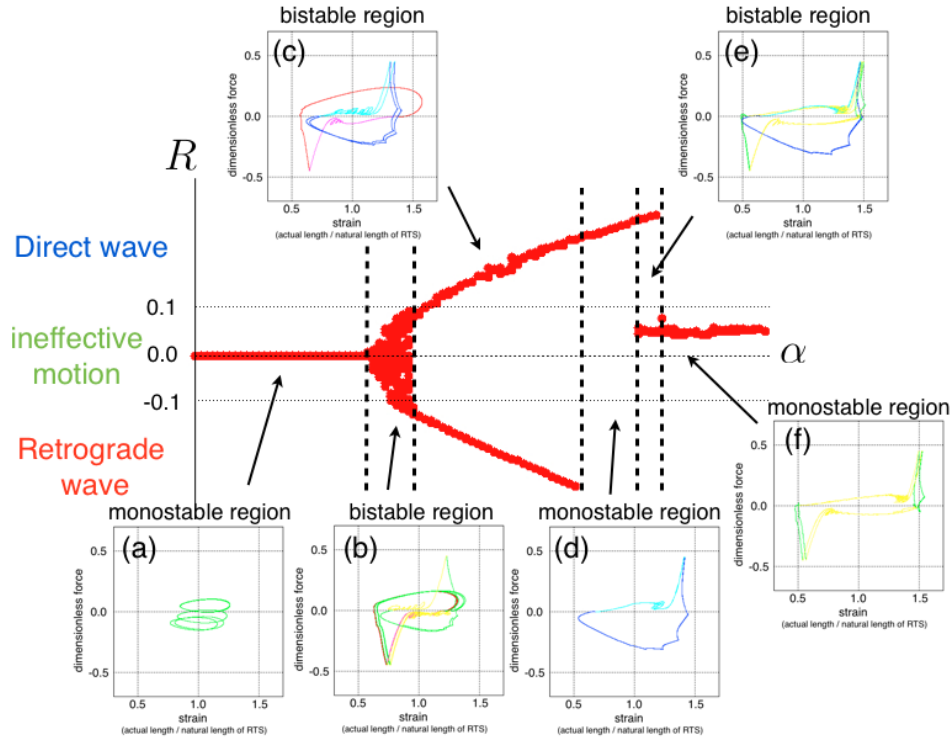 bistable region
(c)
0.5
0.0
-0.5
dimensionless force
0.5 1.0 1.5
strain
(actual length / natural length of RTS)
bistable region
(e)
0.5
0.0
-0.5
dimensionless force
0.5 1.0 1.5
strain
(actual length / natural length of RTS)
R
Direct wave
0.1
ineffective
motion
0.0
α
-0.1
Retrograde
wave
monostable region
(f)
0.5
0.0
-0.5
dimensionless force
0.5 1.0 1.5
strain
(actual length / natural length of RTS)
monostable region
(a)
0.5
0.0
-0.5
dimensionless force
0.5 1.0 1.5
strain
(actual length / natural length of RTS)
bistable region
(b)
0.5
0.0
-0.5
dimensionless force
0.5 1.0 1.5
strain
(actual length / natural length of RTS)
monostable region
(d)
0.5
0.0
-0.5
dimensionless force
0.5 1.0 1.5
strain
(actual length / natural length of RTS)